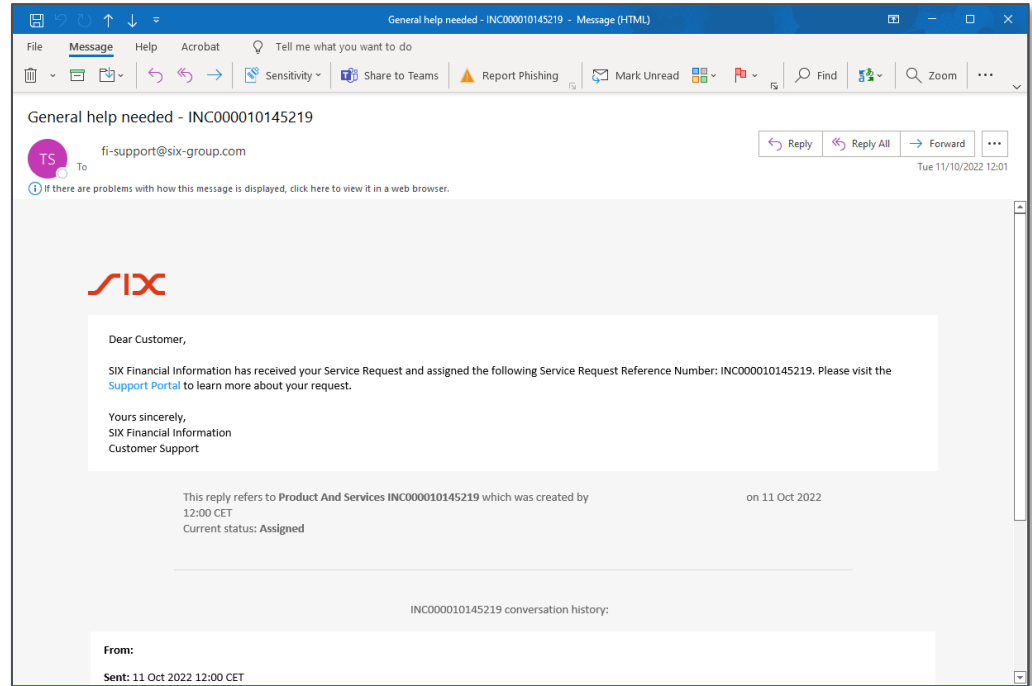 General help needed - INC000010145219 - Message (HTML)
File Message Help Acrobat Tell me what you want to do
Sensitivity Share to Teams Report Phishing Mark Unread Find Zoom
General help needed - INC000010145219
TS
fi-support@six-group.com
To
Reply Reply All Forward
Tue 11/10/2022 12:01
If there are problems with how this message is displayed, click here to view it in a web browser.
SIX
Dear Customer,
SIX Financial Information has received your Service Request and assigned the following Service Request Reference Number: INC000010145219. Please visit the
Support Portal to learn more about your request.
Yours sincerely,
SIX Financial Information
Customer Support
This reply refers to Product And Services INC000010145219 which was created by on 11 Oct 2022
12:00 CET
Current status: Assigned
INC000010145219 conversation history:
From:
Sent: 11 Oct 2022 12:00 CET